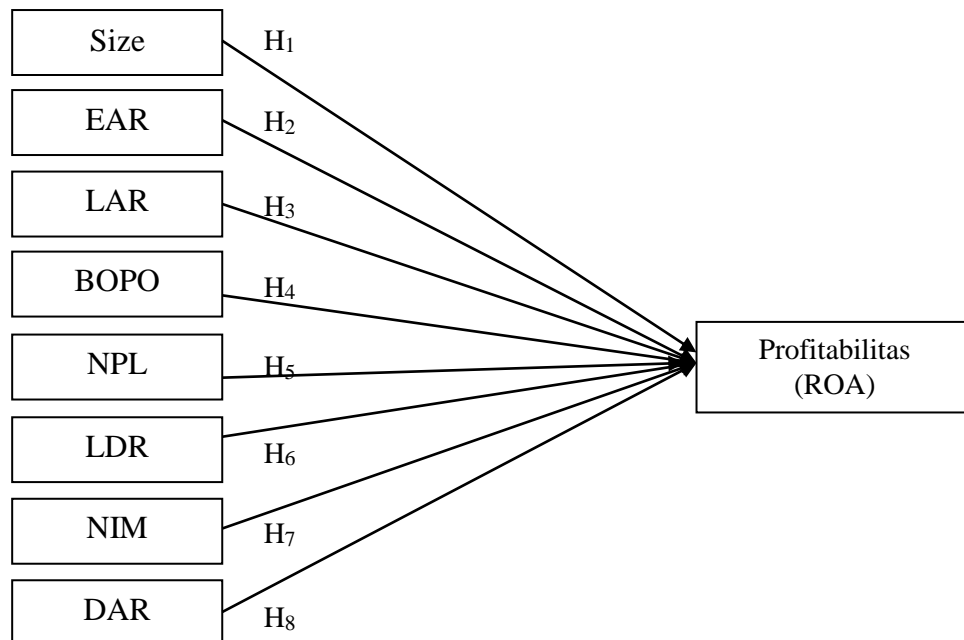 Size
H1
EAR
H2
LAR
H3
BOPO
H4
NPL
H5
Profitabilitas
(ROA)
LDR
H6
NIM
H7
DAR
H8